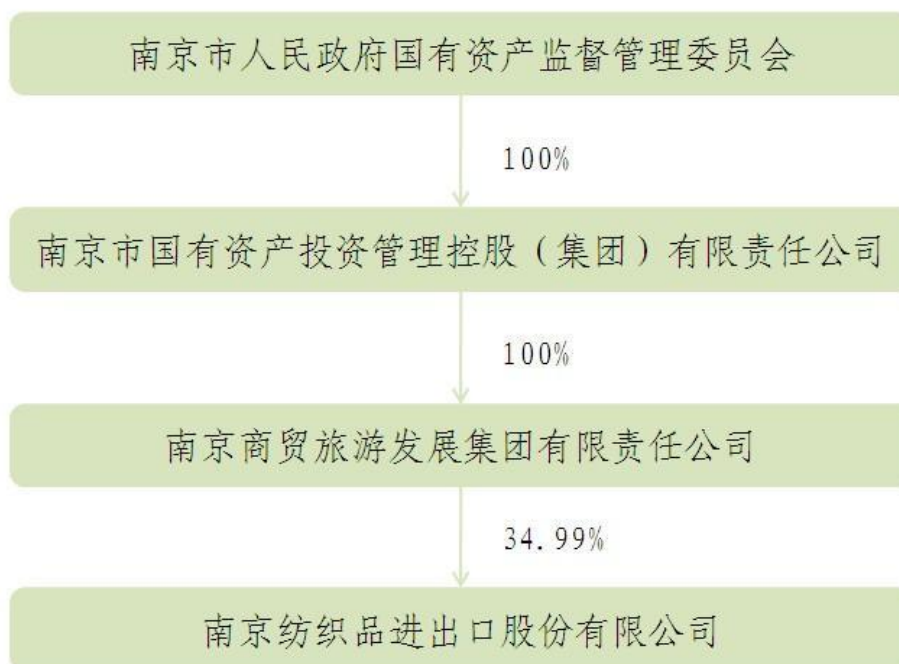 南京市人民政府国有资产监督管理委员会
100%
南京市国有资产投资管理控股（集团）有限责任公司
100%
南京商贸旅游发展集团有限责任公司
34.99%
南京纺织品进出口股份有限公司